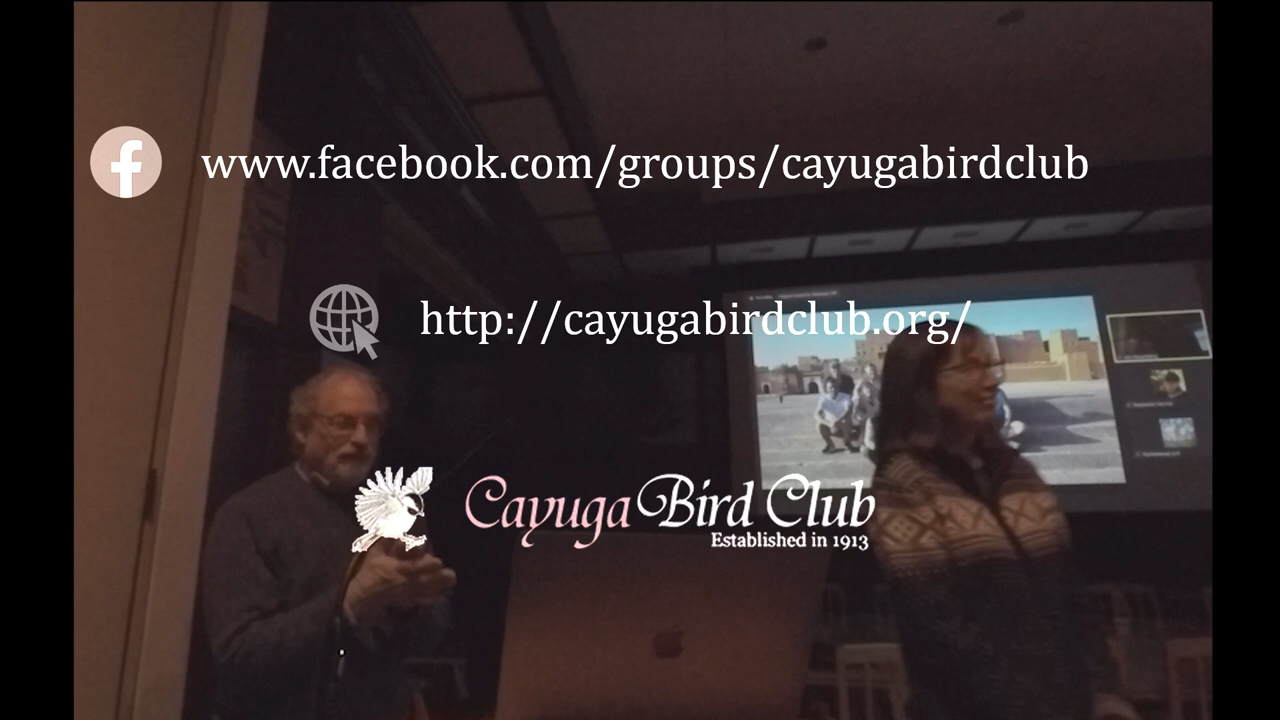 www.facebook.com/groups/cayugabirdclub
http://cayugabirdclub.org/
Cayuga Bird Club
Established in 1913